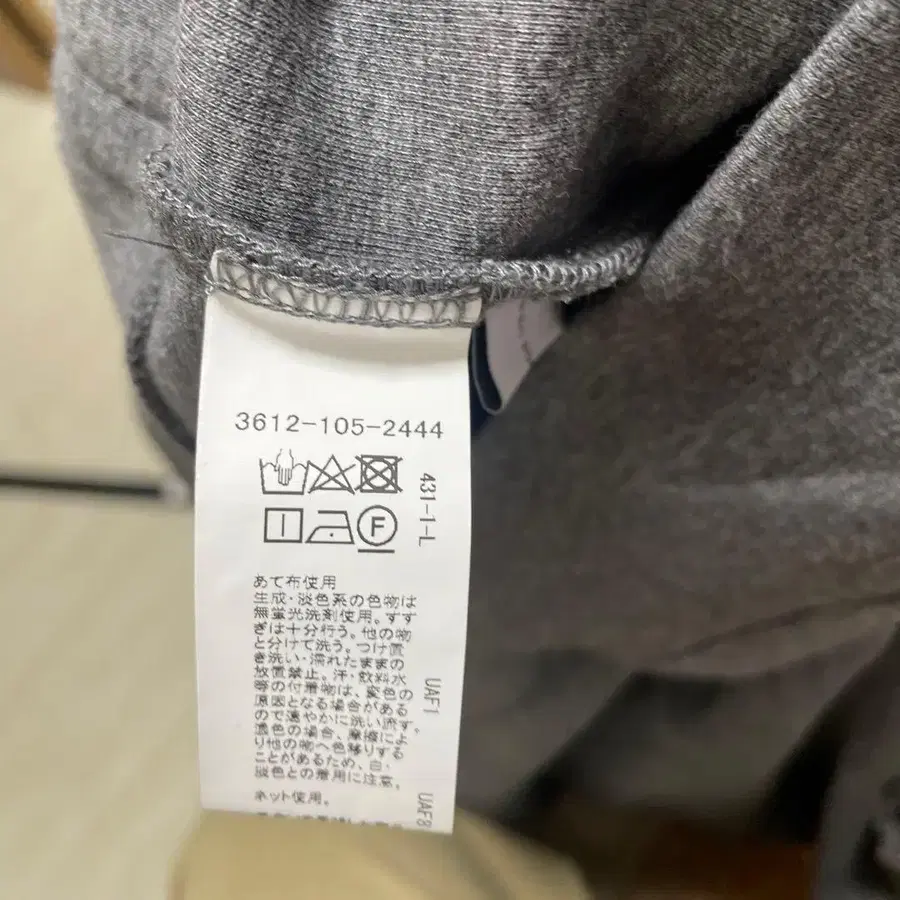 3612-105-2444
431-1-L
F
あて布使用
生成・淡色系の色物は
無蛍光洗剤使用。すす
ぎは十分行う。他の物
と分けて洗う。つけ置
き洗い・濡れたままの
放置禁止。汗・飲料水
等の付着物は、変色の
原因となる場合がある
ので速やかに洗い流す。
濃色の場合、摩擦によ
り他の物へ色移りする
ことがあるため、白・
淡色との着用に注意。
ネット使用。
UAF1
UAF8